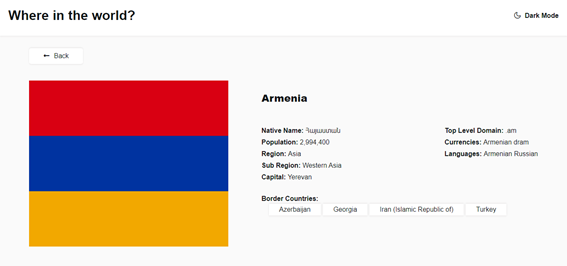 Where in the world?
Dark Mode
Back
Armenia
Native Name: Հայաստան
Population: 2,994,400
Region: Asia
Sub Region: Western Asia
Capital: Yerevan
Top Level Domain: .am
Currencies: Armenian dram
Languages: Armenian Russian
Border Countries:
Azerbaijan Georgia Iran (Islamic Republic of) Turkey